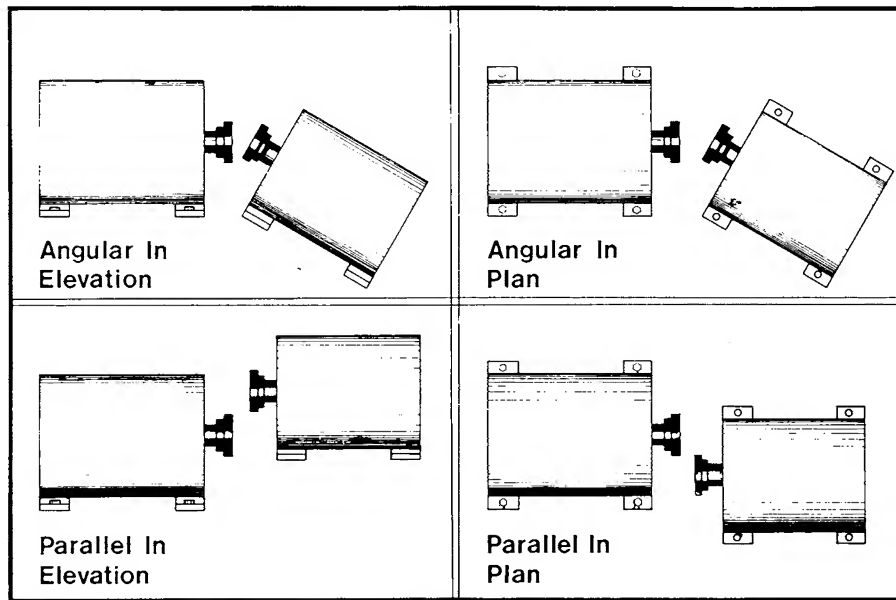 Angular In
Elevation
Angular In
Plan
Parallel In
Elevation
Parallel In
Plan